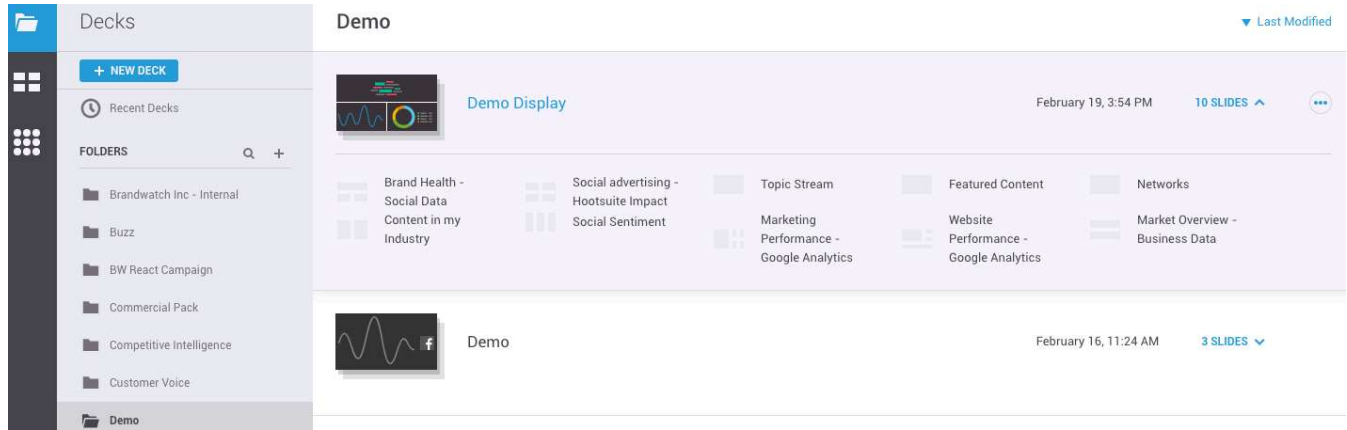 Decks
Demo
Last Modified
+ NEW DECK
Recent Decks
FOLDERS
Brandwatch Inc - Internal
Buzz
BW React Campaign
Commercial Pack
Competitive Intelligence
Customer Voice
Demo
Demo Display
February 19, 3:54 PM
10 SLIDES
Brand Health -
Social Data
Content in my
Industry
Social advertising -
Hootsuite Impact
Social Sentiment
Topic Stream
Marketing
Performance -
Google Analytics
Featured Content
Website
Performance -
Google Analytics
Networks
Market Overview -
Business Data
Demo
February 16, 11:24 AM
3 SLIDES